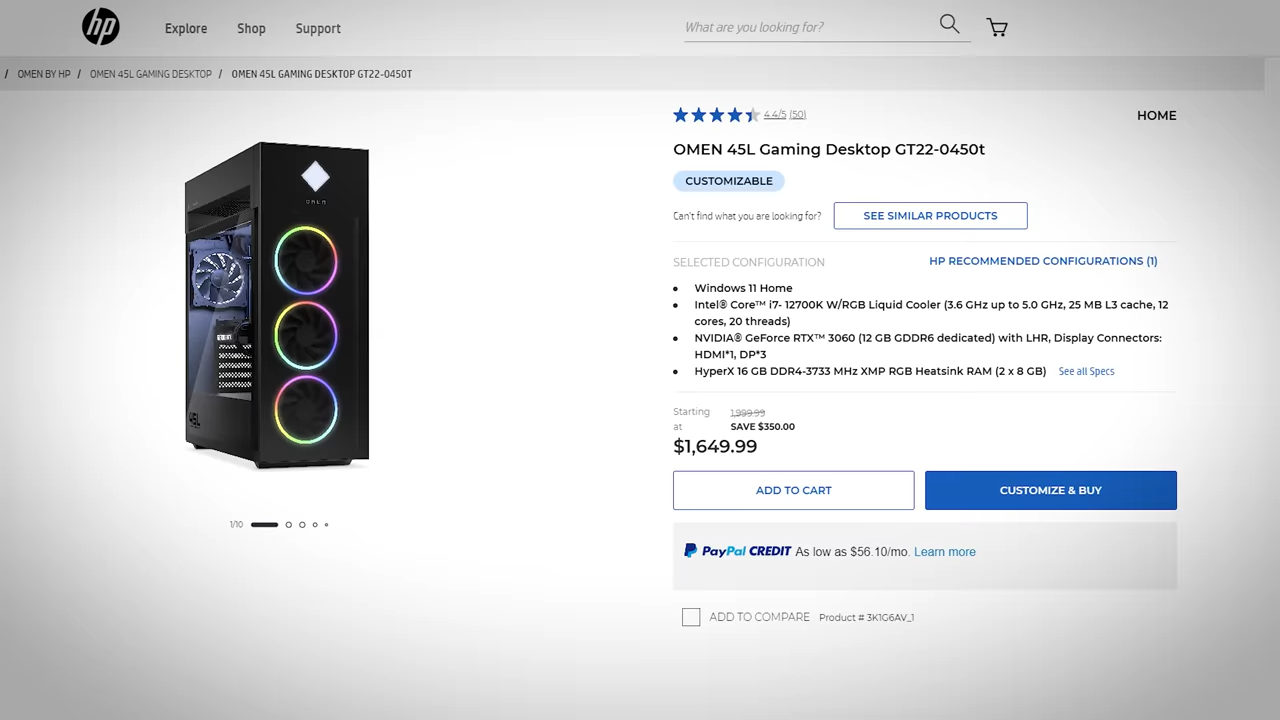 hp
Explore
Shop
Support
What are you looking for?
/ OMEN BY HP / OMEN 45L GAMING DESKTOP / OMEN 45L GAMING DESKTOP GT22-0450T
4.4/5 (50)
HOME
OMEN 45L Gaming Desktop GT22-0450t
CUSTOMIZABLE
Can't find what you are looking for?
SEE SIMILAR PRODUCTS
SELECTED CONFIGURATION
HP RECOMMENDED CONFIGURATIONS (1)
Windows 11 Home
Intel® Core™ i7- 12700K W/RGB Liquid Cooler (3.6 GHz up to 5.0 GHz, 25 MB L3 cache, 12
cores, 20 threads)
NVIDIA® GeForce RTX™ 3060 (12 GB GDDR6 dedicated) with LHR, Display Connectors:
HDMI*1, DP*3
HyperX 16 GB DDR4-3733 MHz XMP RGB Heatsink RAM (2 x 8 GB) See all Specs
OMEN
45L
Starting
at
1,999.99
SAVE $350.00
$1,649.99
ADD TO CART
CUSTOMIZE & BUY
1/10
PayPal CREDIT As low as $56.10/mo. Learn more
ADD TO COMPARE Product # 3K1G6AV_1